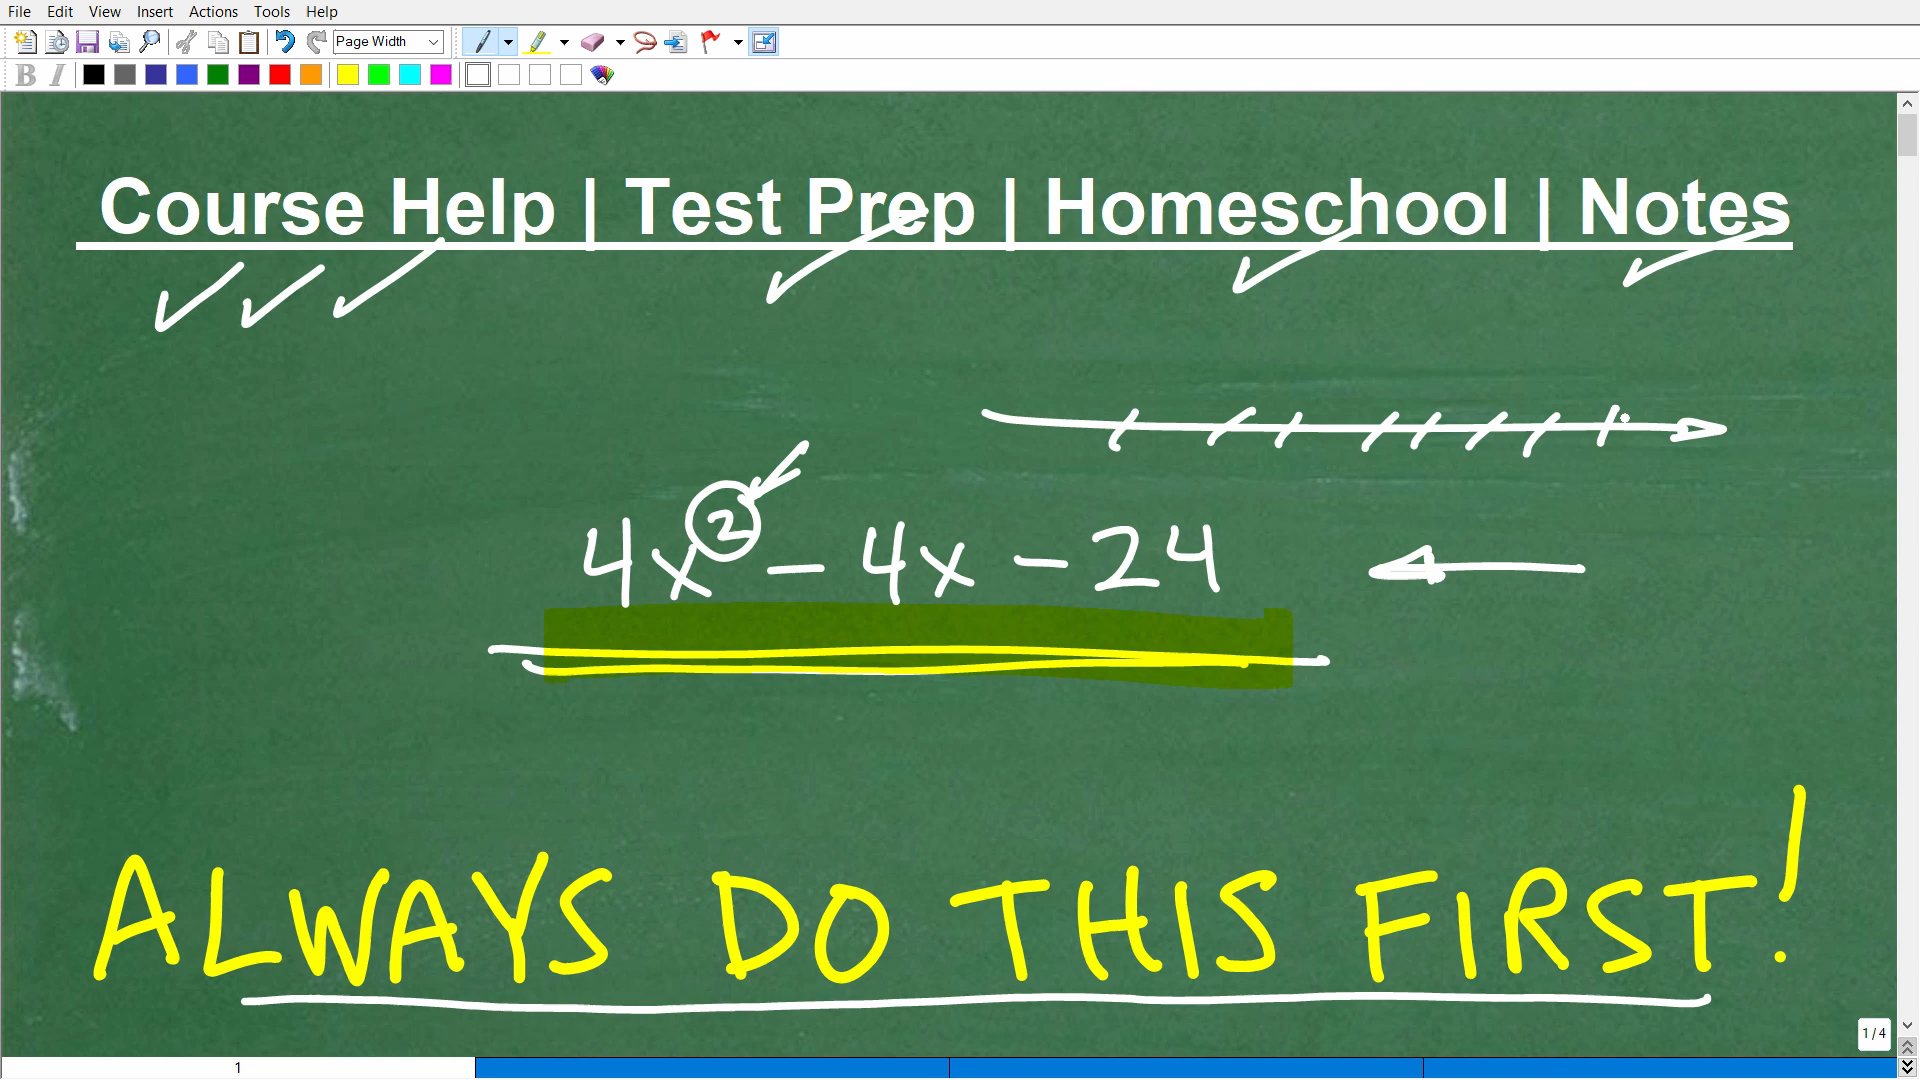 File Edit View Insert Actions Tools Help
Page Width
B I
Course Help | Test Prep | Homeschool | Notes
4x² - 4x - 24
ALWAYS DO THIS FIRST!
1 / 4
1